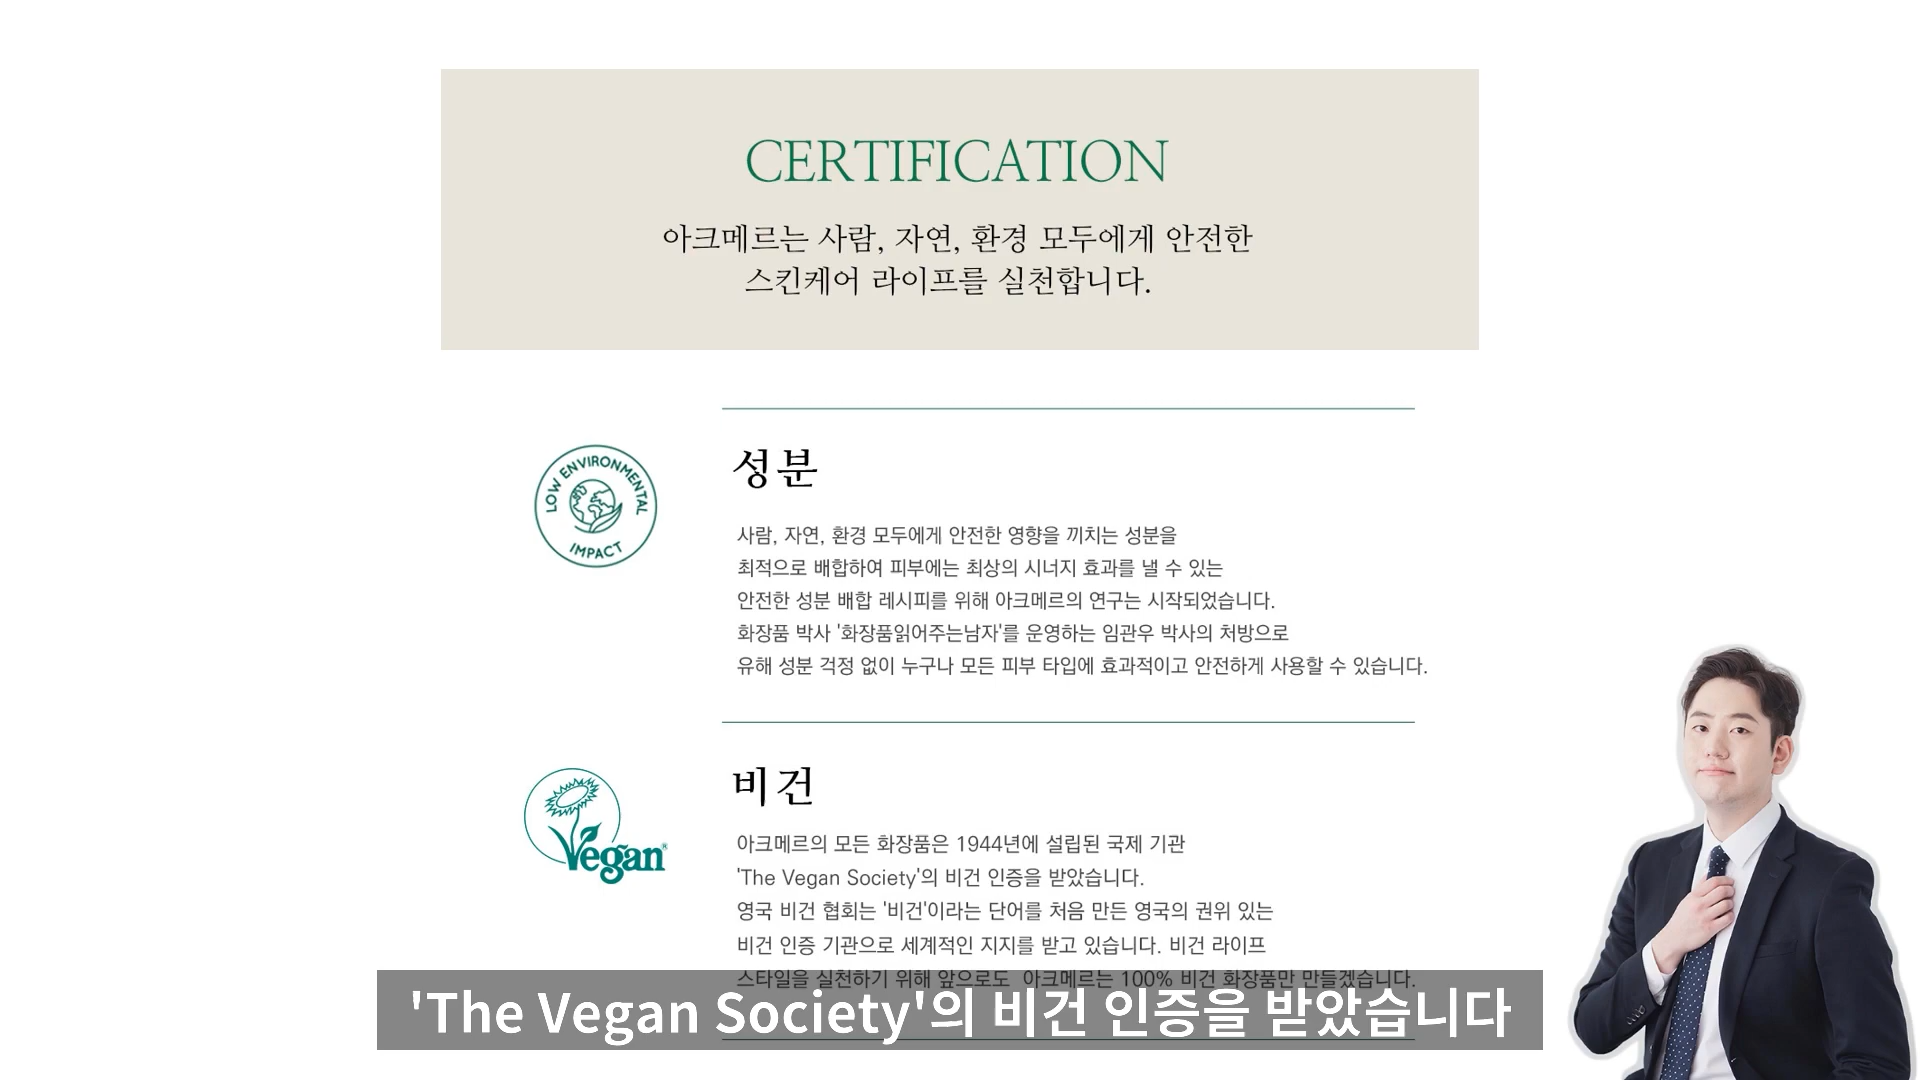 CERTIFICATION
아크메르는 사람, 자연, 환경 모두에게 안전한
스킨케어 라이프를 실천합니다.
LOW ENVIRONMENTAL
IMPACT
성분
사람, 자연, 환경 모두에게 안전한 영향을 끼치는 성분을
최적으로 배합하여 피부에는 최상의 시너지 효과를 낼 수 있는
안전한 성분 배합 레시피를 위해 아크메르의 연구는 시작되었습니다.
화장품 박사 '화장품읽어주는남자'를 운영하는 임관우 박사의 처방으로
유해 성분 걱정 없이 누구나 모든 피부 타입에 효과적이고 안전하게 사용할 수 있습니다.
Vegan®
비건
아크메르의 모든 화장품은 1944년에 설립된 국제 기관
'The Vegan Society'의 비건 인증을 받았습니다.
영국 비건 협회는 '비건'이라는 단어를 처음 만든 영국의 권위 있는
비건 인증 기관으로 세계적인 지지를 받고 있습니다. 비건 라이프
스타일을 실천하기 위해 앞으로도 아크메르는 100% 비건 화장품만 만들겠습니다.
'The Vegan Society'의 비건 인증을 받았습니다